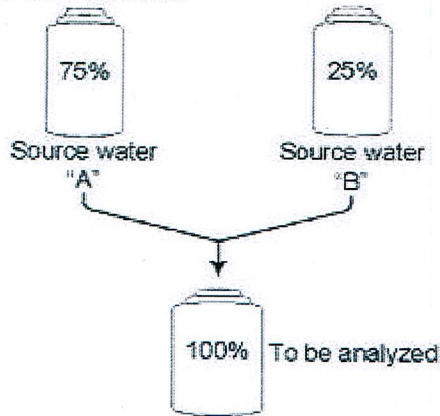 75%
25%
Source water
"A"
Source water
"B"
100%
To be analyzed